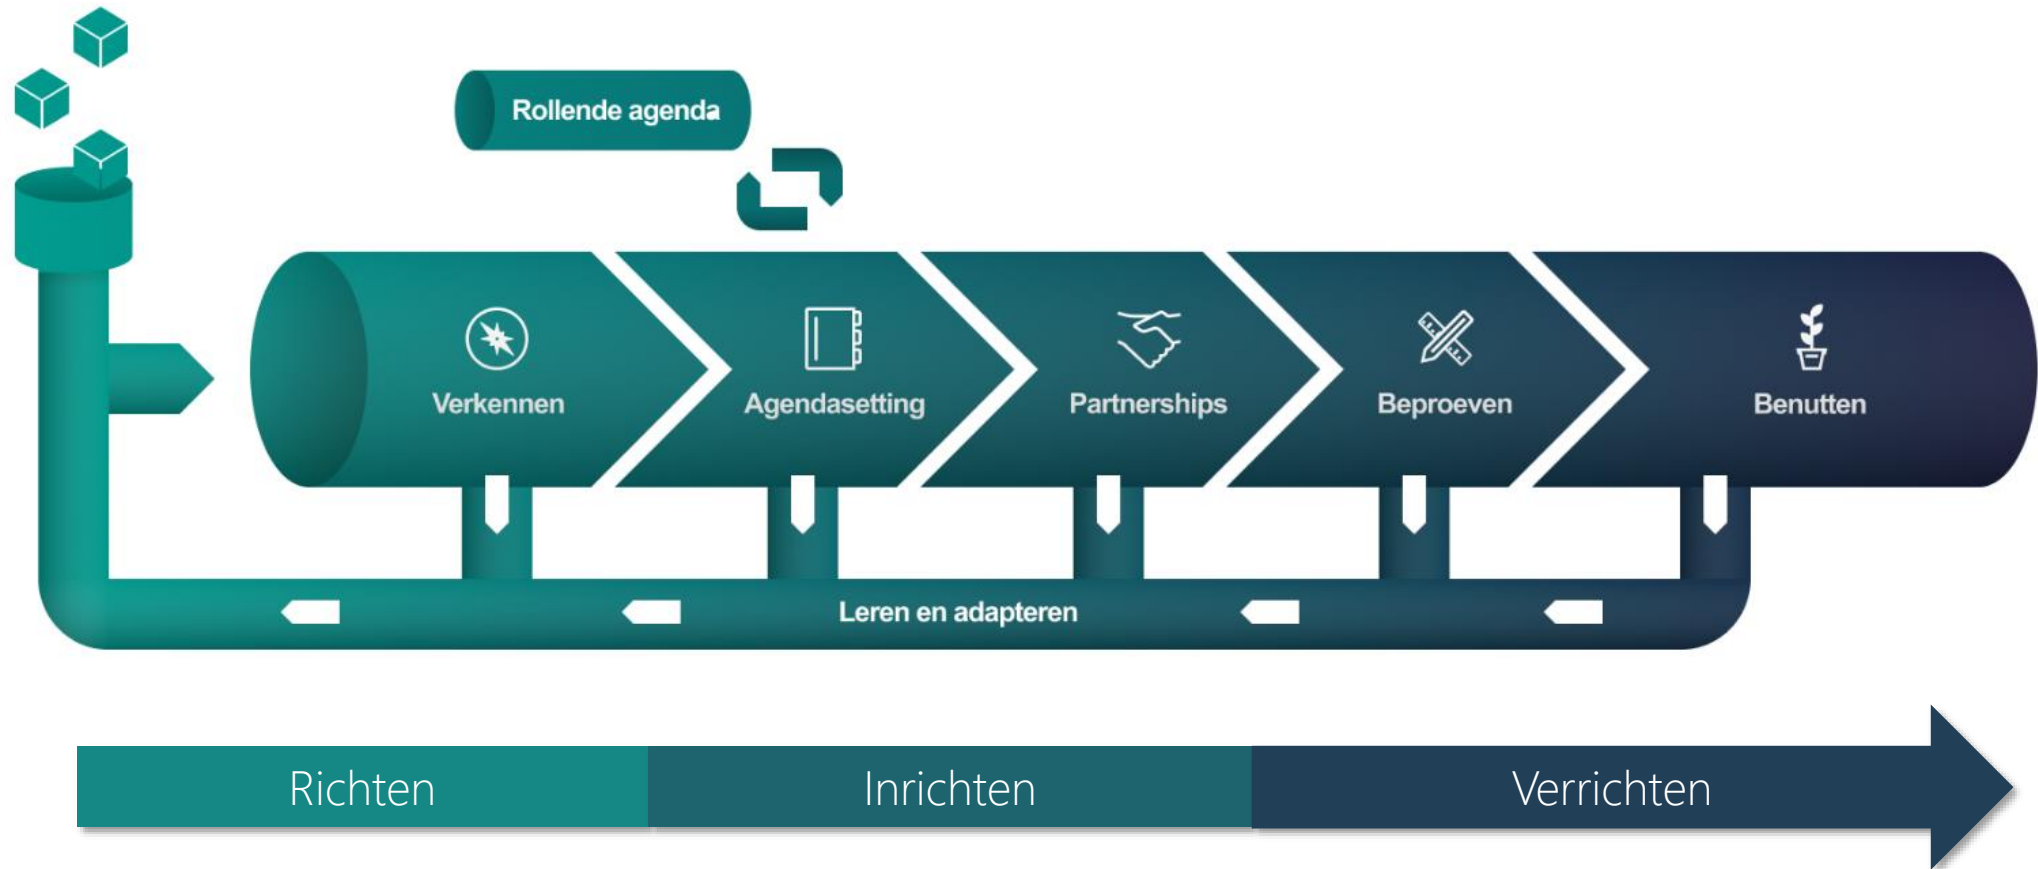 Rollende agenda
Verkennen
Agendasetting
Partnerships
Beproeven
Benutten
Leren en adapteren
Richten
Inrichten
Verrichten